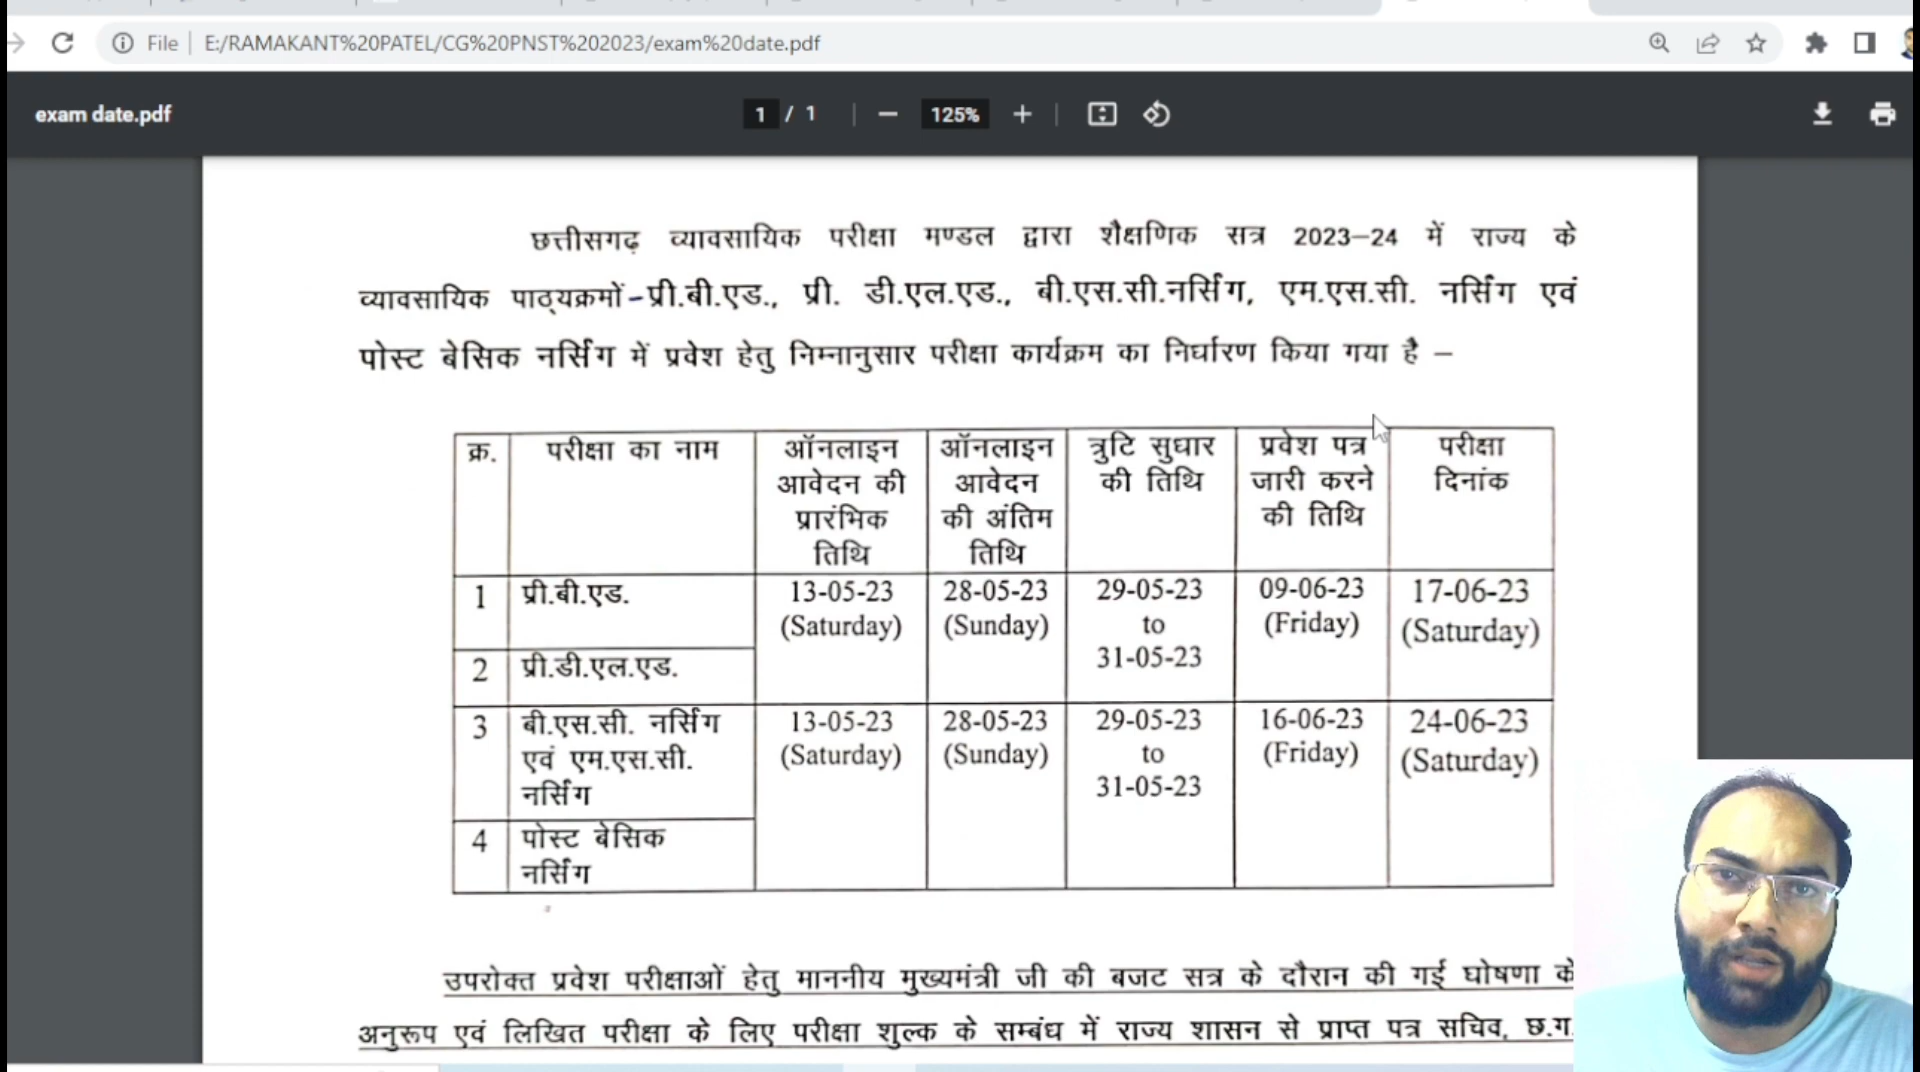 File E:/RAMAKANT%20PATEL/CG%20PNST%202023/exam%20date.pdf
exam date.pdf 1 / 1 125%
छत्तीसगढ़ व्यावसायिक परीक्षा मण्डल द्वारा शैक्षणिक सत्र 2023–24 में राज्य के
व्यावसायिक पाठ्यक्रमों–प्री.बी.एड., प्री. डी.एल.एड., बी.एस.सी.नर्सिंग, एम.एस.सी. नर्सिंग एवं
पोस्ट बेसिक नर्सिंग में प्रवेश हेतु निम्नानुसार परीक्षा कार्यक्रम का निर्धारण किया गया है –
क्र. परीक्षा का नाम ऑनलाइन ऑनलाइन त्रुटि सुधार प्रवेश पत्र परीक्षा
आवेदन की आवेदन की तिथि जारी करने दिनांक
प्रारंभिक की अंतिम की तिथि
तिथि तिथि
1 प्री.बी.एड. 13-05-23 28-05-23 29-05-23 09-06-23 17-06-23
(Saturday) (Sunday) to (Friday) (Saturday)
2 प्री.डी.एल.एड. 31-05-23
3 बी.एस.सी. नर्सिंग 13-05-23 28-05-23 29-05-23 16-06-23 24-06-23
एवं एम.एस.सी. (Saturday) (Sunday) to (Friday) (Saturday)
नर्सिंग 31-05-23
4 पोस्ट बेसिक
नर्सिंग
उपरोक्त प्रवेश परीक्षाओं हेतु माननीय मुख्यमंत्री जी की बजट सत्र के दौरान की गई घोषणा के
अनुरूप एवं लिखित परीक्षा के लिए परीक्षा शुल्क के सम्बंध में राज्य शासन से प्राप्त पत्र सचिव, छ.ग.